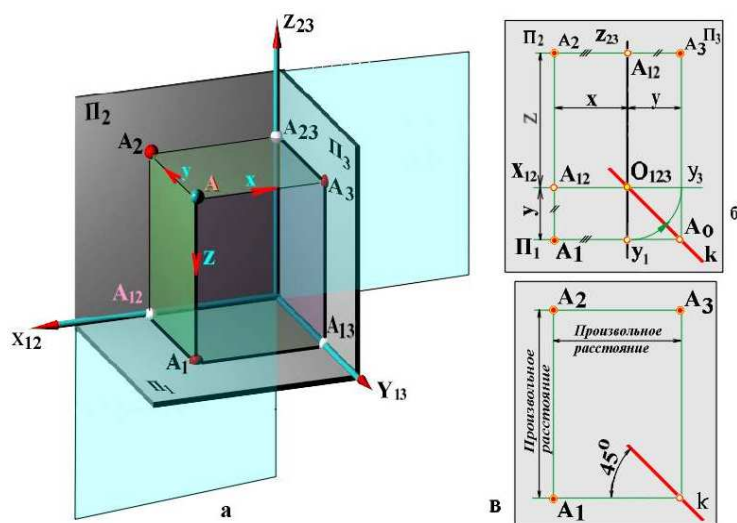 Z₂₃
П₂
A₂
A₂₃
П₃
y
A
x
A₃
Z
A₁₂
X₁₂
A₁₃
A₁
П₁
Y₁₃
а
П₂ A₂ Z₂₃ A₃ П₃
A₁₂
x y
Z
X₁₂ A₁₂ O₁₂₃ y₃
y
A₀
П₁ A₁ y₁ k
б
A₂ A₃
Произвольное
расстояние
Произвольное
расстояние
45⁰
A₁ k
в